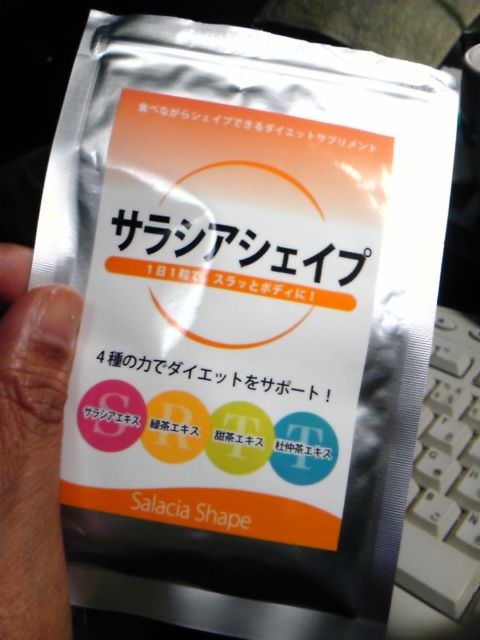 食べながらシェイプできるダイエットサプリメント
サラシアシェイプ
1日1粒で、スラッとボディに！
4種の力でダイエットをサポート！
S サラシアエキス
R 緑茶エキス
T 甜茶エキス
T 杜仲茶エキス
Salacia Shape